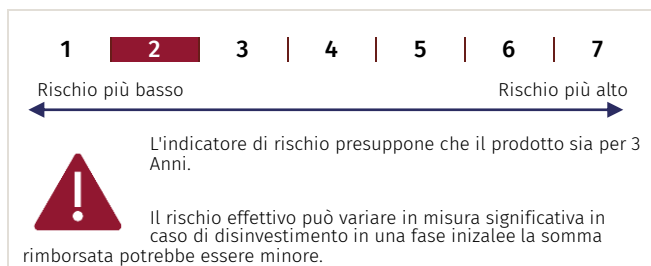 1 2 3 4 5 6 7
Rischio più basso Rischio più alto
L'indicatore di rischio presuppone che il prodotto sia per 3
Anni.
Il rischio effettivo può variare in misura significativa in
caso di disinvestimento in una fase inizalee la somma
rimborsata potrebbe essere minore.